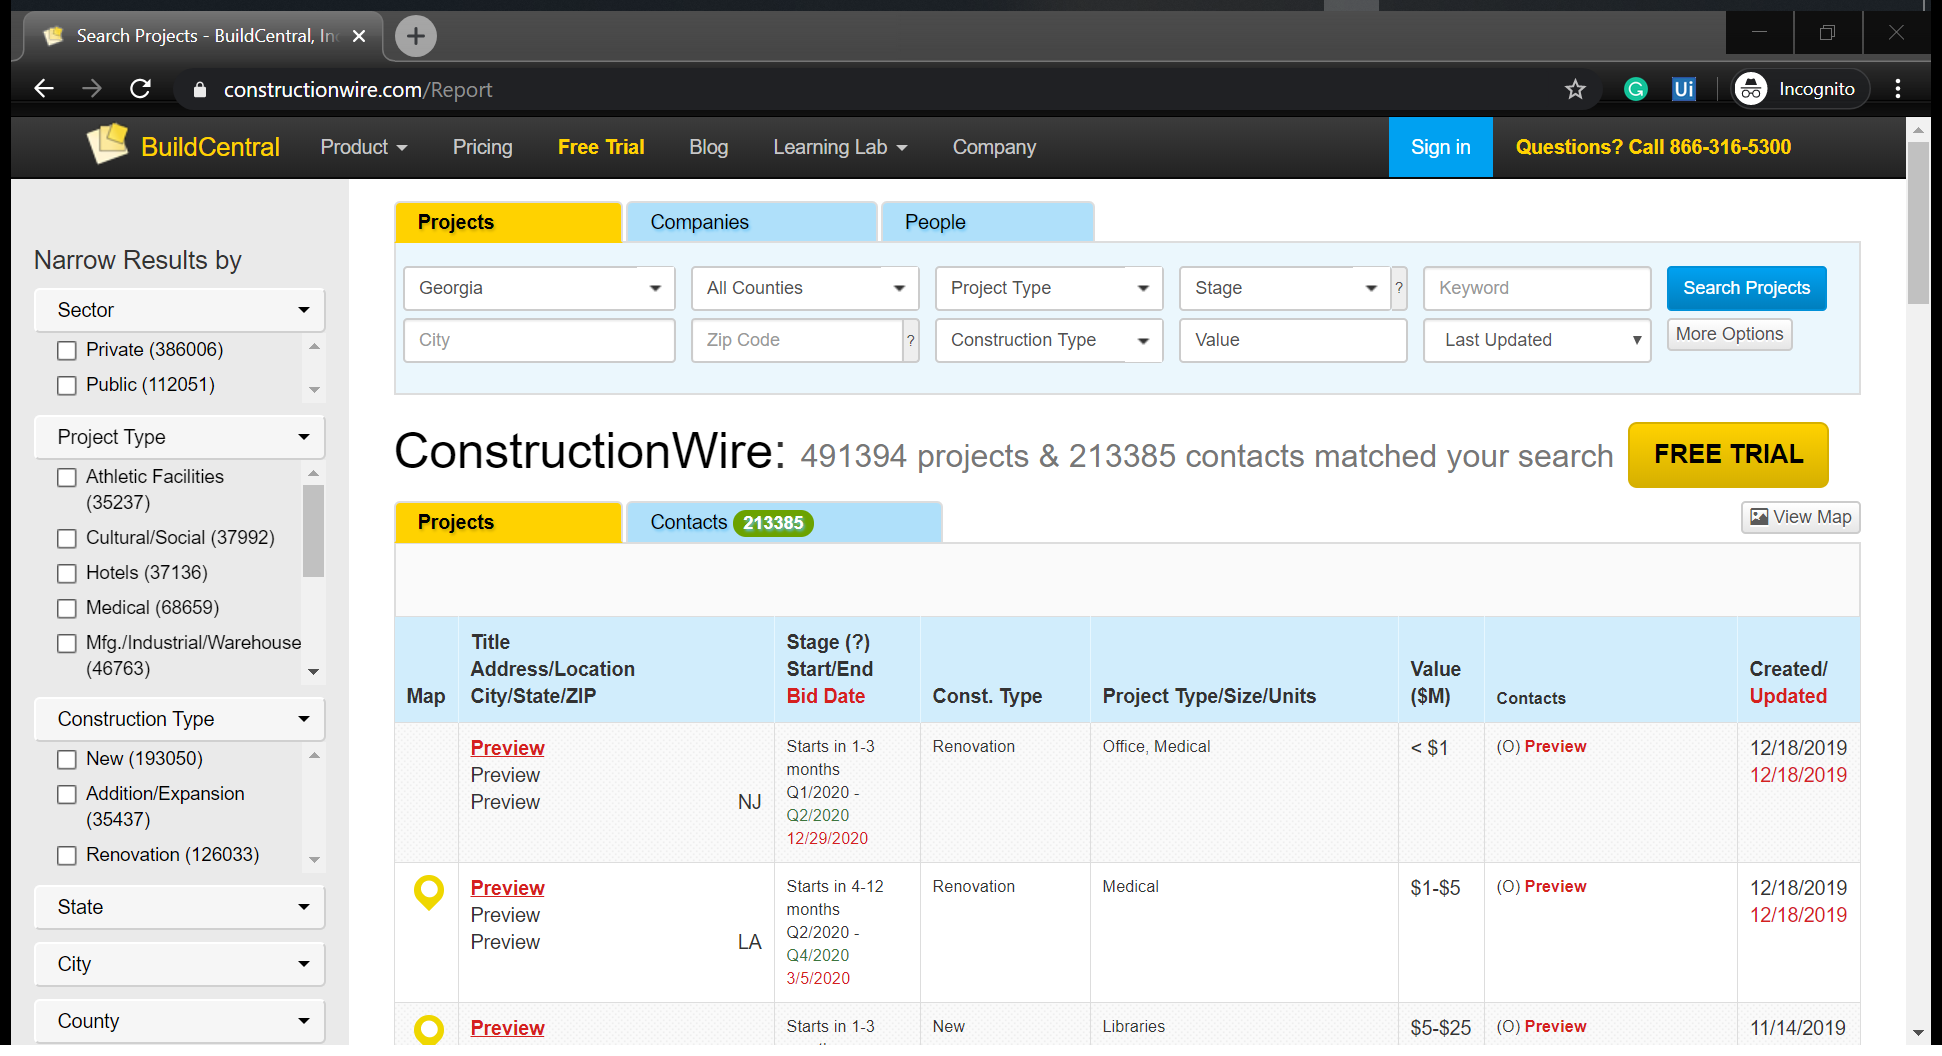 Search Projects - BuildCentral, In
constructionwire.com/Report
Ui
Incognito
BuildCentral
Product
Pricing
Free Trial
Blog
Learning Lab
Company
Sign in
Questions? Call 866-316-5300
Narrow Results by
Sector
Private (386006)
Public (112051)
Project Type
Athletic Facilities
(35237)
Cultural/Social (37992)
Hotels (37136)
Medical (68659)
Mfg./Industrial/Warehouse
(46763)
Construction Type
New (193050)
Addition/Expansion
(35437)
Renovation (126033)
State
City
County
Projects
Companies
People
Georgia
All Counties
Project Type
Stage
?
Keyword
Search Projects
City
Zip Code
?
Construction Type
Value
Last Updated
More Options
ConstructionWire: 491394 projects & 213385 contacts matched your search
FREE TRIAL
Projects
Contacts 213385
View Map
Map
Title
Address/Location
City/State/ZIP
Stage (?)
Start/End
Bid Date
Const. Type
Project Type/Size/Units
Value
($M)
Contacts
Created/
Updated
Preview
Preview
Preview
NJ
Starts in 1-3
months
Q1/2020 -
Q2/2020
12/29/2020
Renovation
Office, Medical
< $1
(O) Preview
12/18/2019
12/18/2019
Preview
Preview
Preview
LA
Starts in 4-12
months
Q2/2020 -
Q4/2020
3/5/2020
Renovation
Medical
$1-$5
(O) Preview
12/18/2019
12/18/2019
Preview
Starts in 1-3
New
Libraries
$5-$25
(O) Preview
11/14/2019